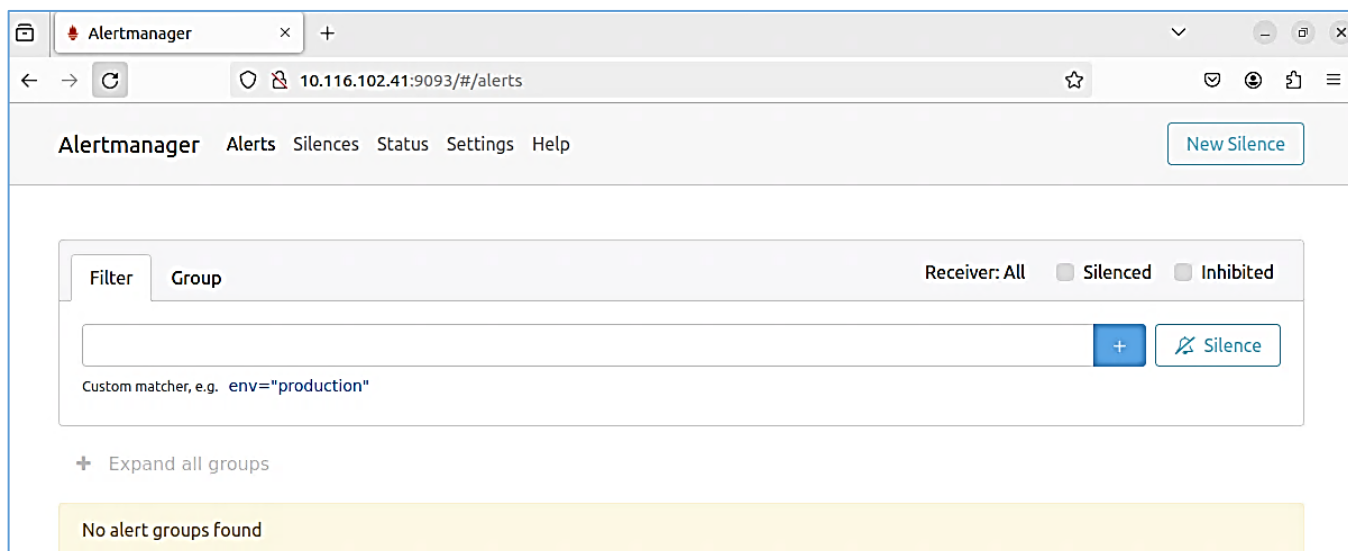 Alertmanager
10.116.102.41:9093/#/alerts
Alertmanager Alerts Silences Status Settings Help New Silence
Filter Group Receiver: All Silenced Inhibited
+ Silence
Custom matcher, e.g. env="production"
+ Expand all groups
No alert groups found